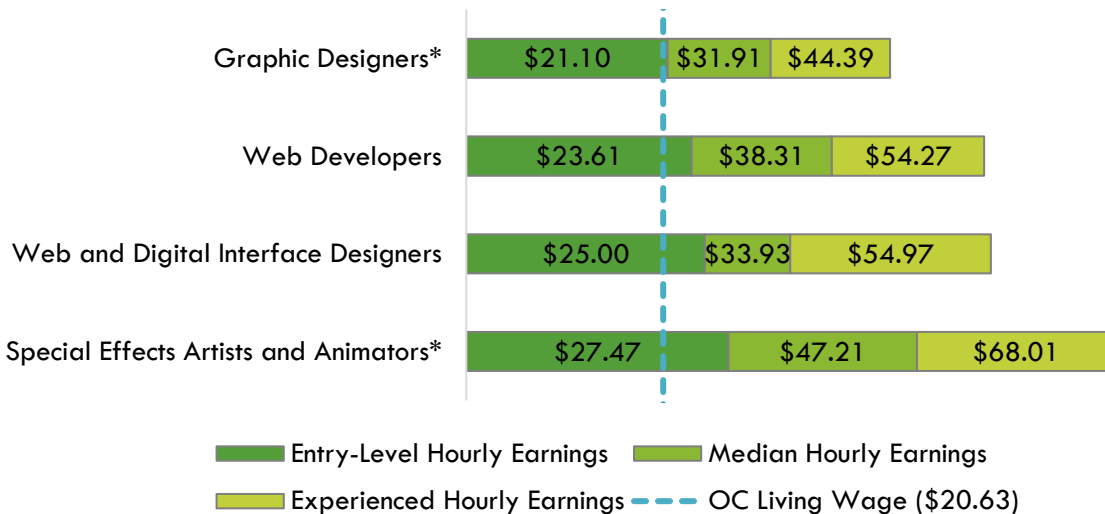 Graphic Designers* $21.10 $31.91 $44.39
Web Developers $23.61 $38.31 $54.27
Web and Digital Interface Designers $25.00 $33.93 $54.97
Special Effects Artists and Animators* $27.47 $47.21 $68.01
Entry-Level Hourly Earnings Median Hourly Earnings
Experienced Hourly Earnings OC Living Wage ($20.63)